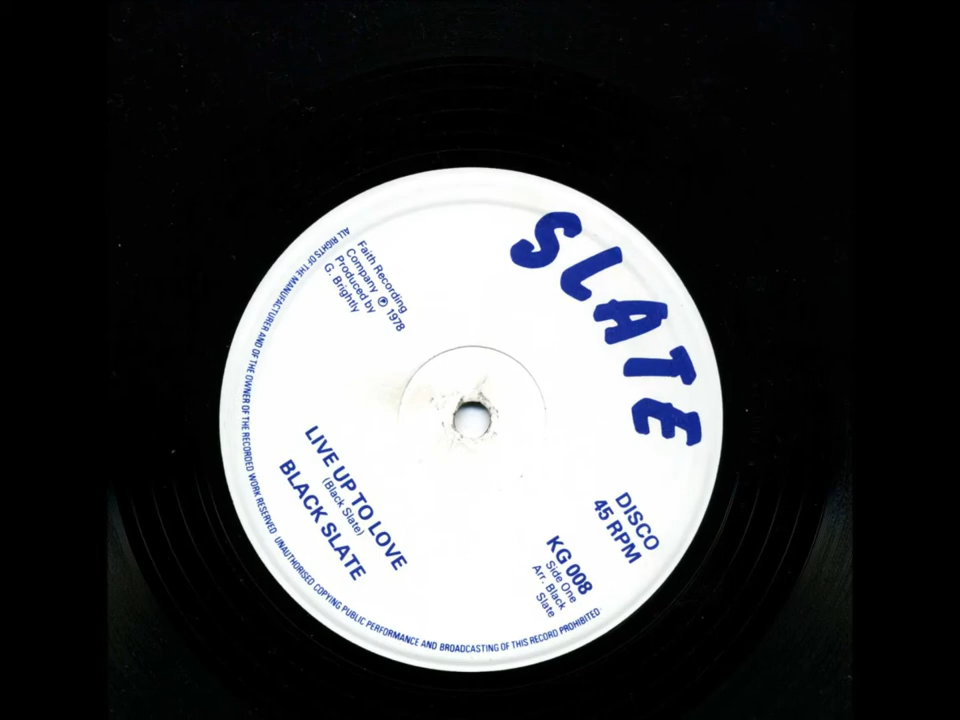 SLATE
Faith Recording
Company ℗ 1978
Produced by
G. Brightly
DISCO
45 RPM
KG 008
Side One
Arr. Black
Slate
LIVE UP TO LOVE
(Black Slate)
BLACK SLATE
ALL RIGHTS OF THE MANUFACTURER AND OF THE OWNER OF THE RECORDED WORK RESERVED UNAUTHORISED COPYING PUBLIC PERFORMANCE AND BROADCASTING OF THIS RECORD PROHIBITED